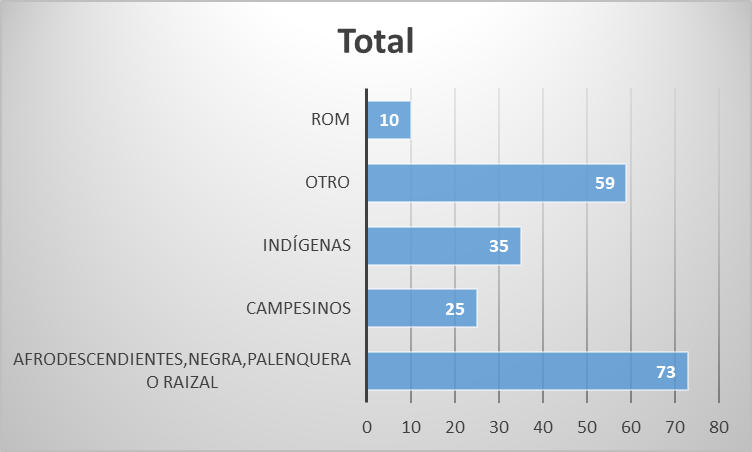 Total
ROM
10
OTRO
59
INDÍGENAS
35
CAMPESINOS
25
AFRODESCENDIENTES,NEGRA,PALENQUERA
O RAIZAL
73
0 10 20 30 40 50 60 70 80